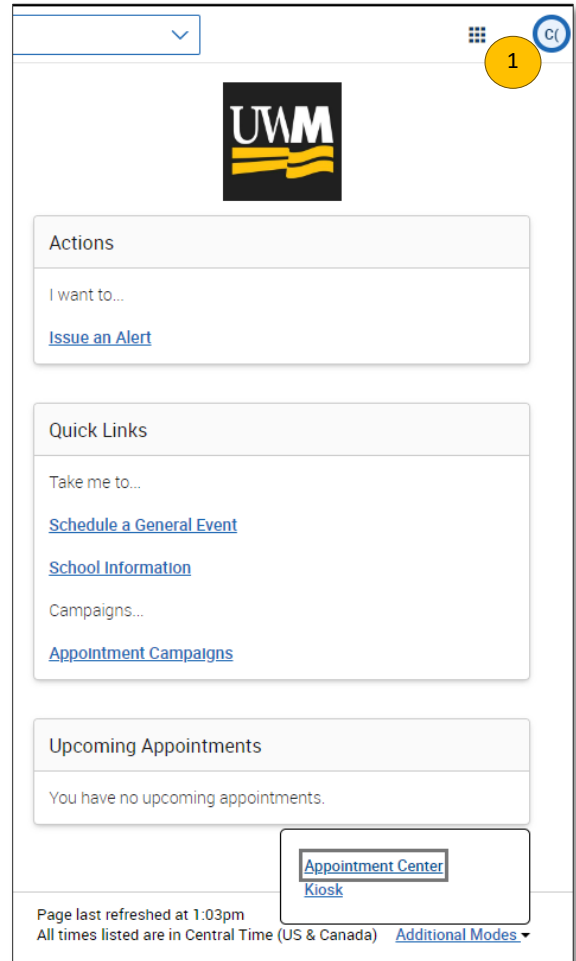 C(
1
UWM
Actions
I want to...
Issue an Alert
Quick Links
Take me to...
Schedule a General Event
School Information
Campaigns...
Appointment Campaigns
Upcoming Appointments
You have no upcoming appointments.
Appointment Center
Kiosk
Page last refreshed at 1:03pm
All times listed are in Central Time (US & Canada) Additional Modes